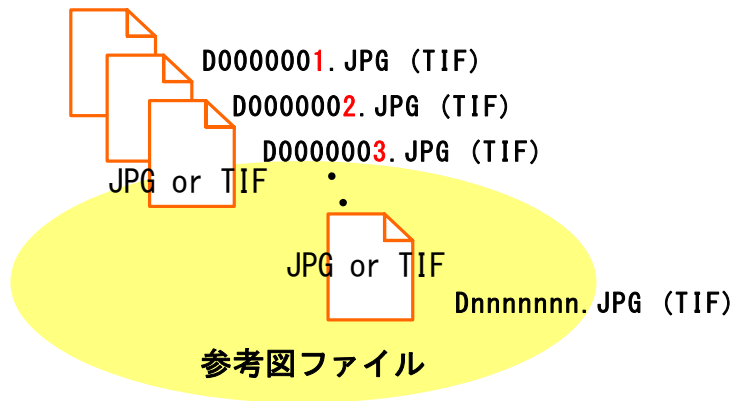 D0000001.JPG (TIF)
D0000002.JPG (TIF)
D0000003.JPG (TIF)
JPG or TIF
JPG or TIF
Dnnnnnnn.JPG (TIF)
参考図ファイル